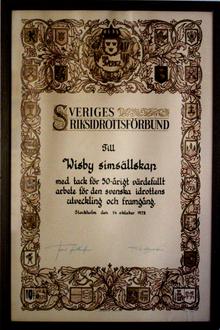 SVERIGES
RIKSIDROTTSFÖRBUND
Till
Wisby simsällskap
med tack för 50-årigt värdefullt
arbete för den svenska idrottens
utveckling och framgång.
Stockholm den 14 oktober 1978